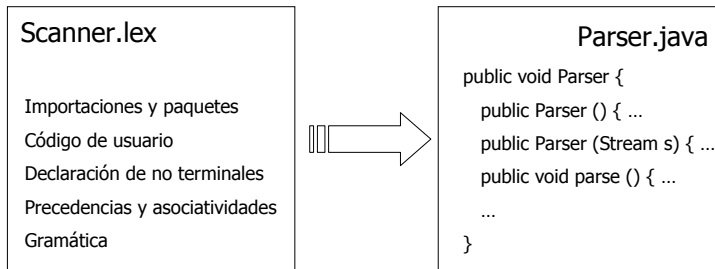 Scanner.lex
Importaciones y paquetes
Código de usuario
Declaración de no terminales
Precedencias y asociatividades
Gramática
Parser.java
public void Parser {
public Parser () { ...
public Parser (Stream s) { ...
public void parse () { ...
...
}